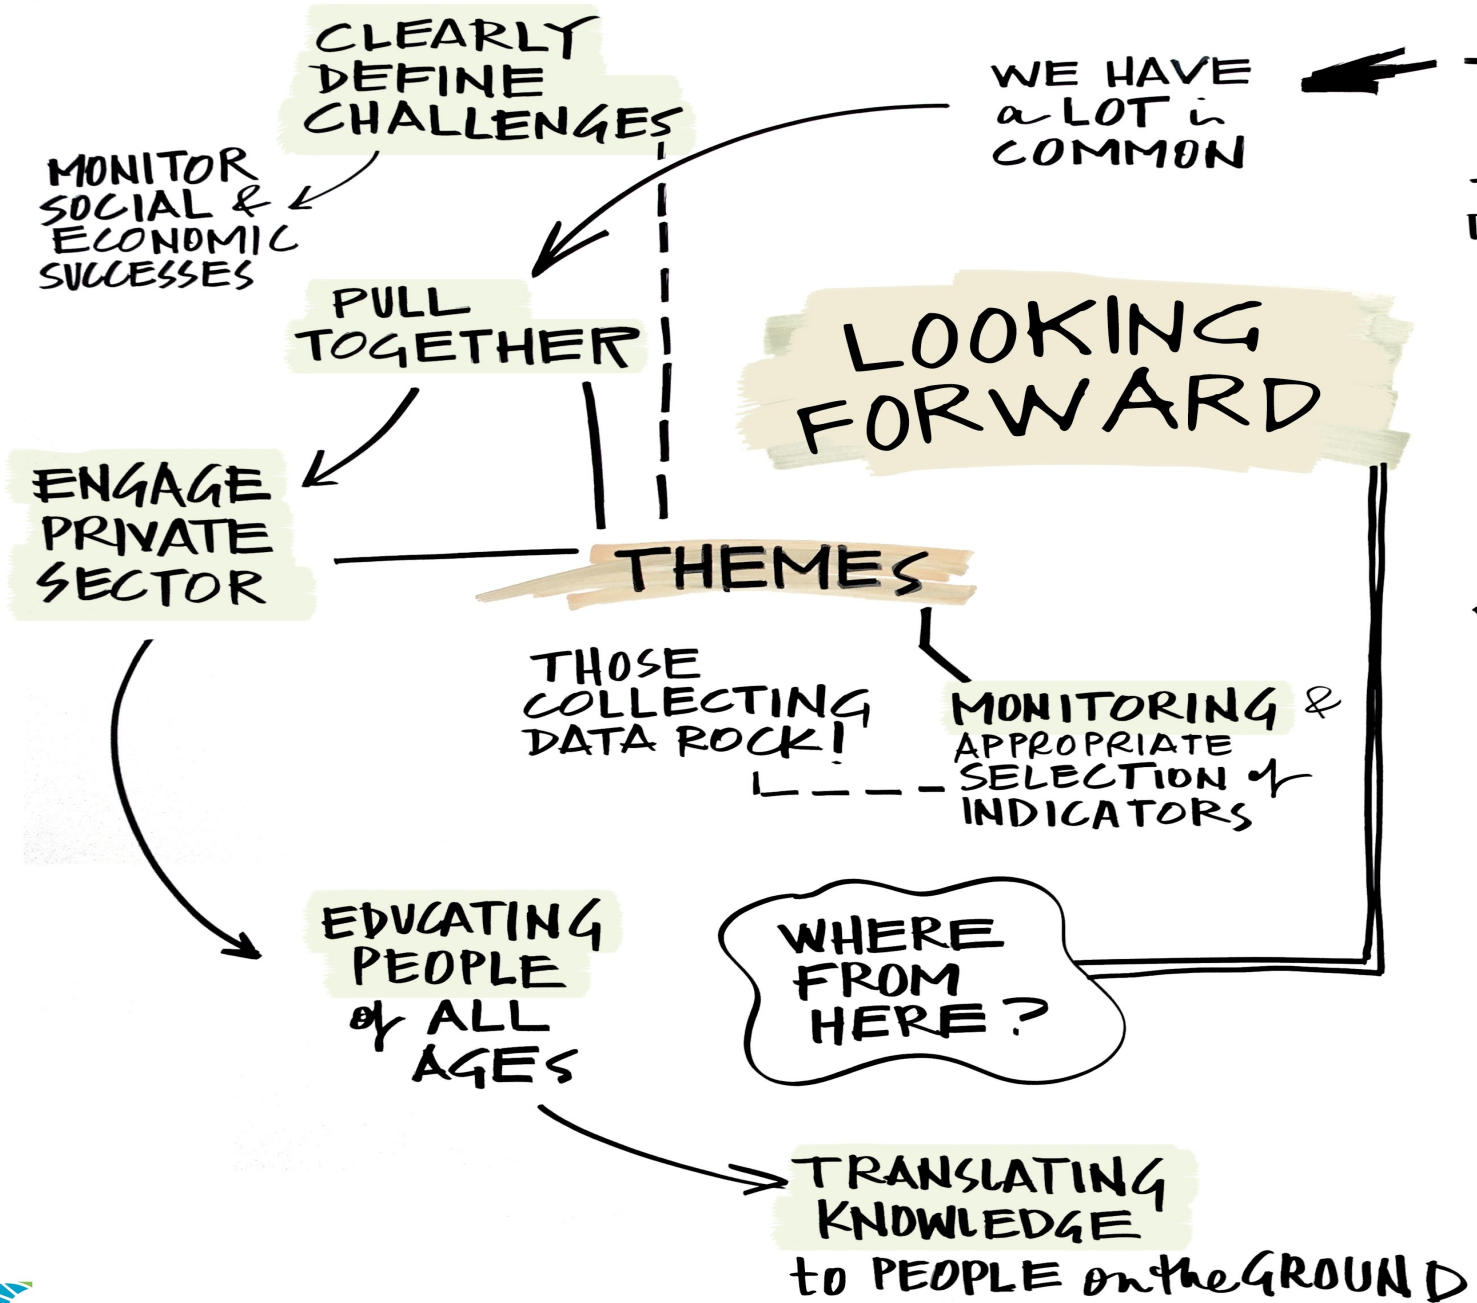 CLEARLY
DEFINE
CHALLENGES
MONITOR
SOCIAL &
ECONOMIC
SUCCESSES
WE HAVE
a LOT in
COMMON
PULL
TOGETHER
LOOKING
FORWARD
ENGAGE
PRIVATE
SECTOR
THEMES
THOSE
COLLECTING
DATA ROCK!
MONITORING &
APPROPRIATE
SELECTION of
INDICATORS
EDUCATING
PEOPLE
of ALL
AGES
WHERE
FROM
HERE?
TRANSLATING
KNOWLEDGE
to PEOPLE on the GROUND